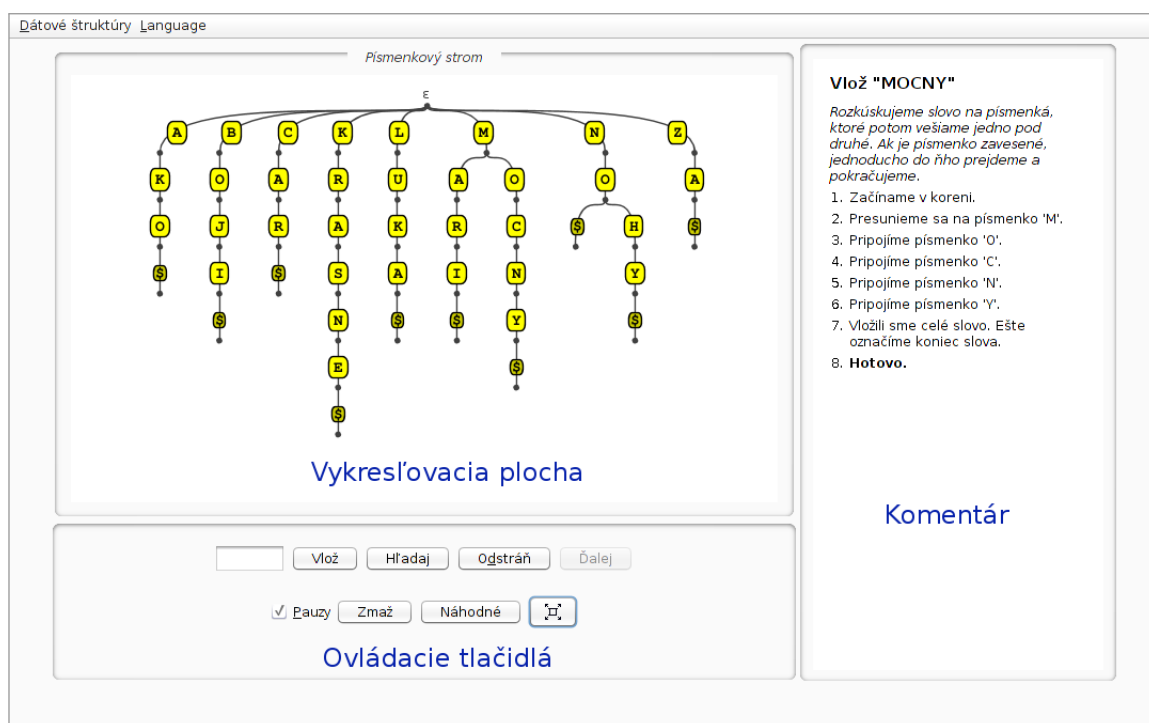 Dátové štruktúry Language
Písmenkový strom
ε
A B C K L M N Z
K O A R U A O O A
O J R A K R C $ H $
$ I $ S A I N Y
$ N $ $ Y $
E $
$
Vykresľovacia plocha
Vlož Hľadaj Odstráň Ďalej
Pauzy Zmaž Náhodné
Ovládacie tlačidlá
Vlož "MOCNY"
Rozkúskujeme slovo na písmenká,
ktoré potom vešiame jedno pod
druhé. Ak je písmenko zavesené,
jednoducho do ňho prejdeme a
pokračujeme.
1. Začíname v koreni.
2. Presunieme sa na písmenko 'M'.
3. Pripojíme písmenko 'O'.
4. Pripojíme písmenko 'C'.
5. Pripojíme písmenko 'N'.
6. Pripojíme písmenko 'Y'.
7. Vložili sme celé slovo. Ešte
označíme koniec slova.
8. Hotovo.
Komentár